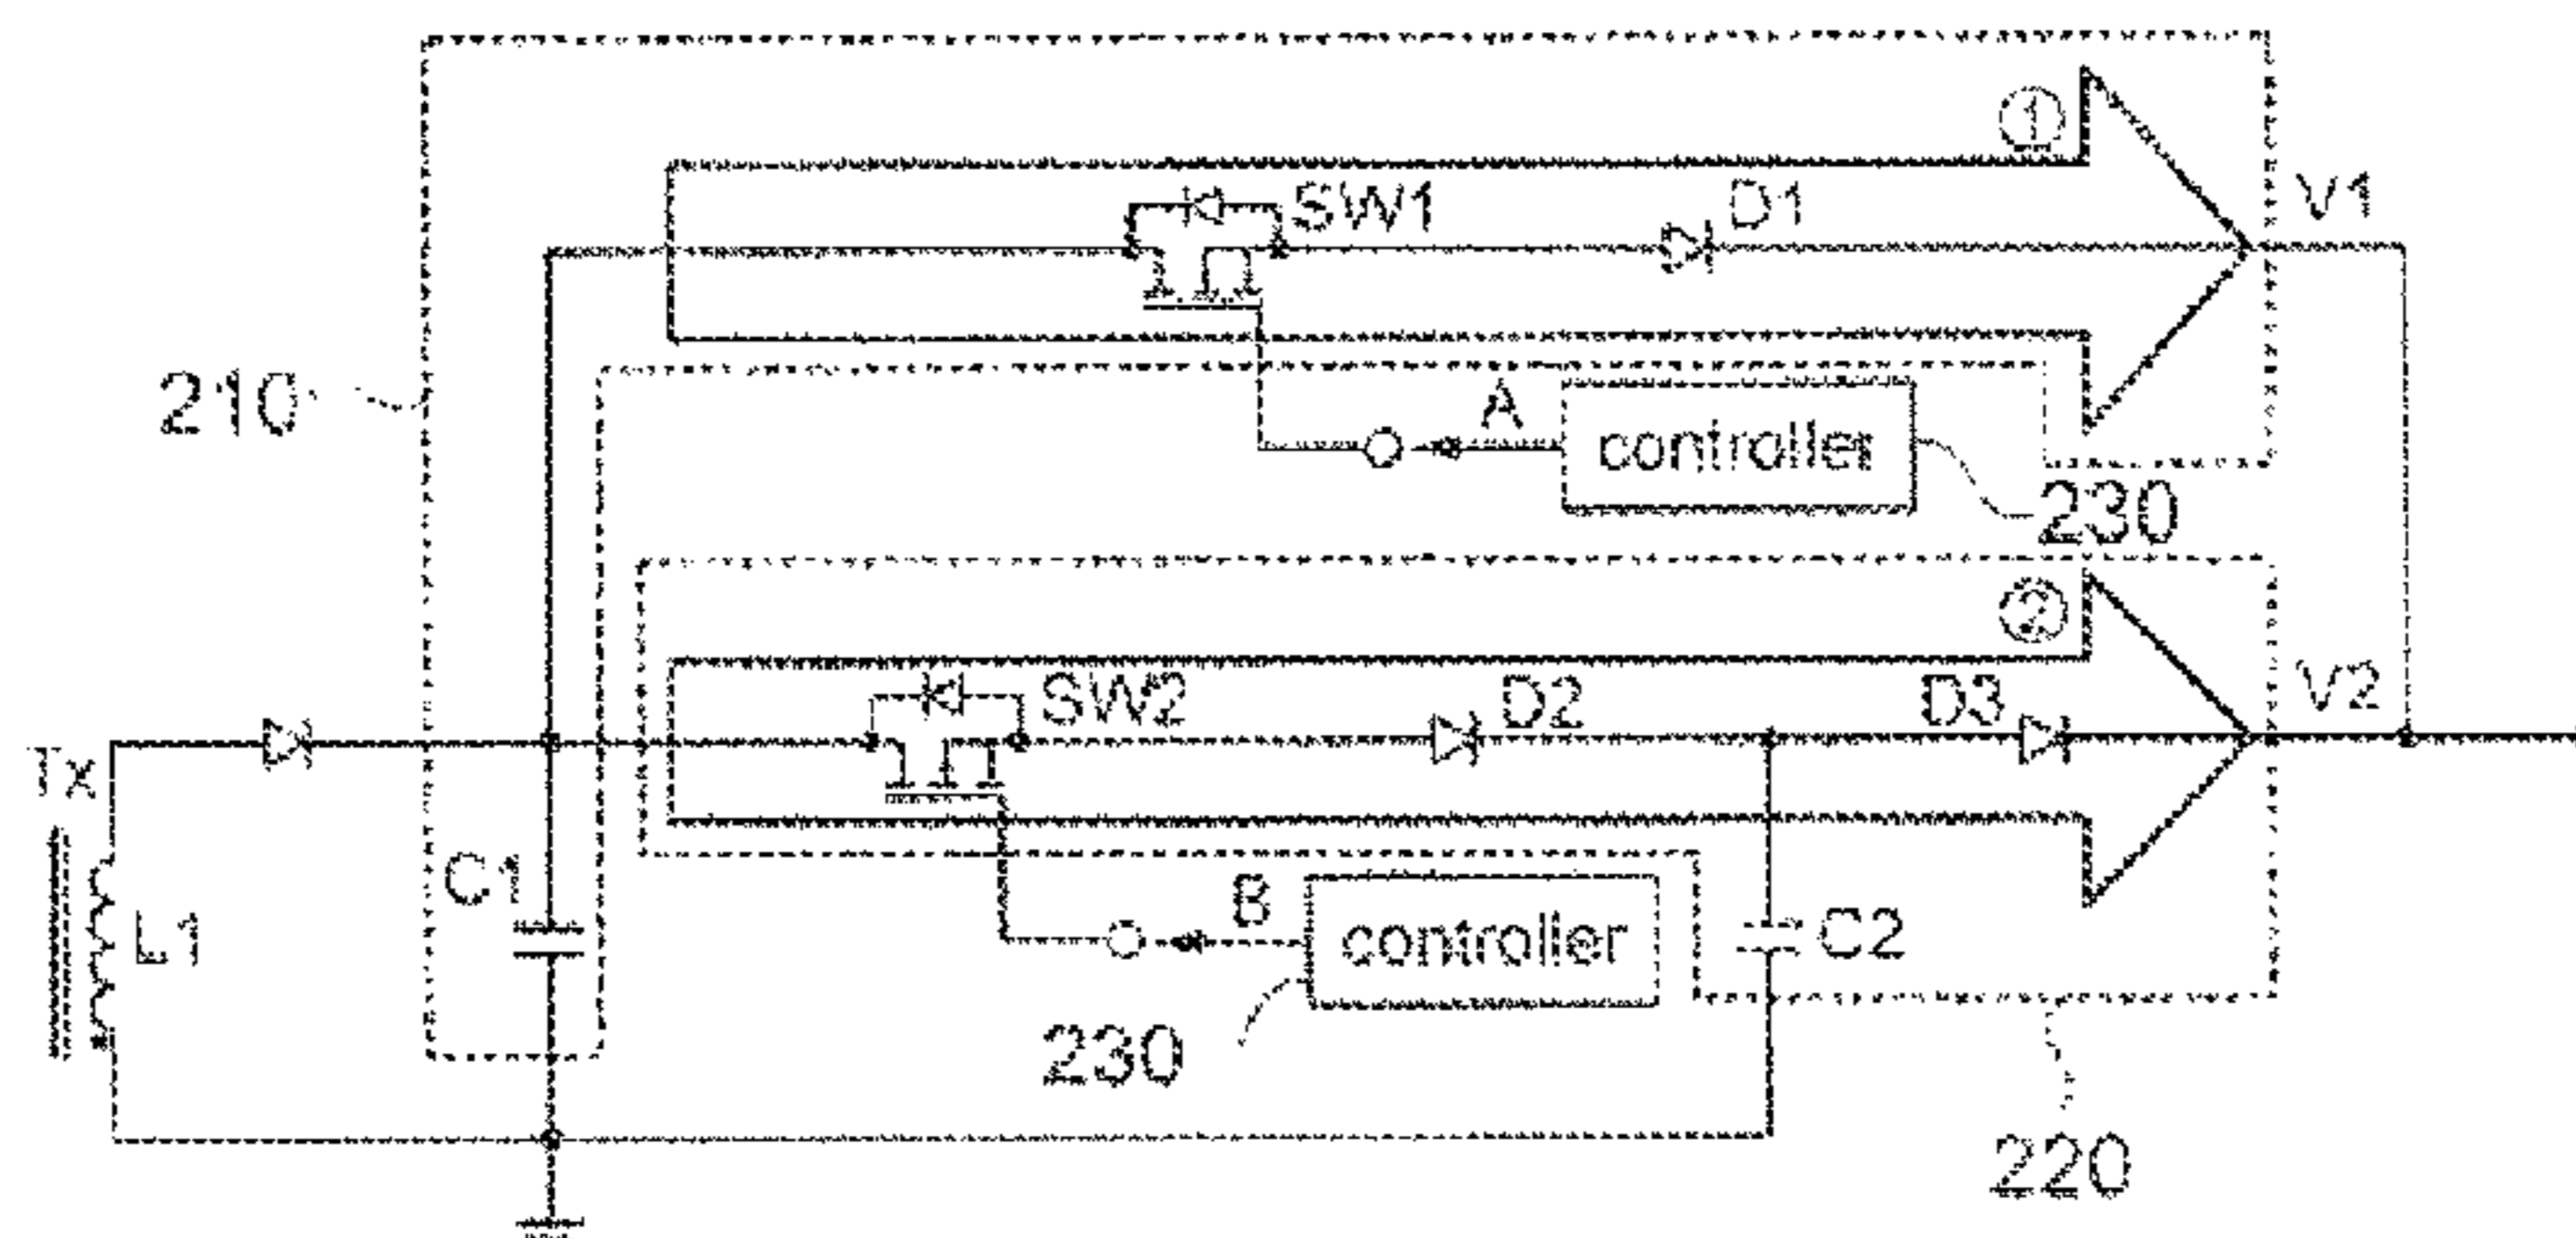 ①
SW1
D1
V1
210
A
controller
230
②
SW2
D2
D3
V2
Tx
C1
L1
B
controller
C2
230
220